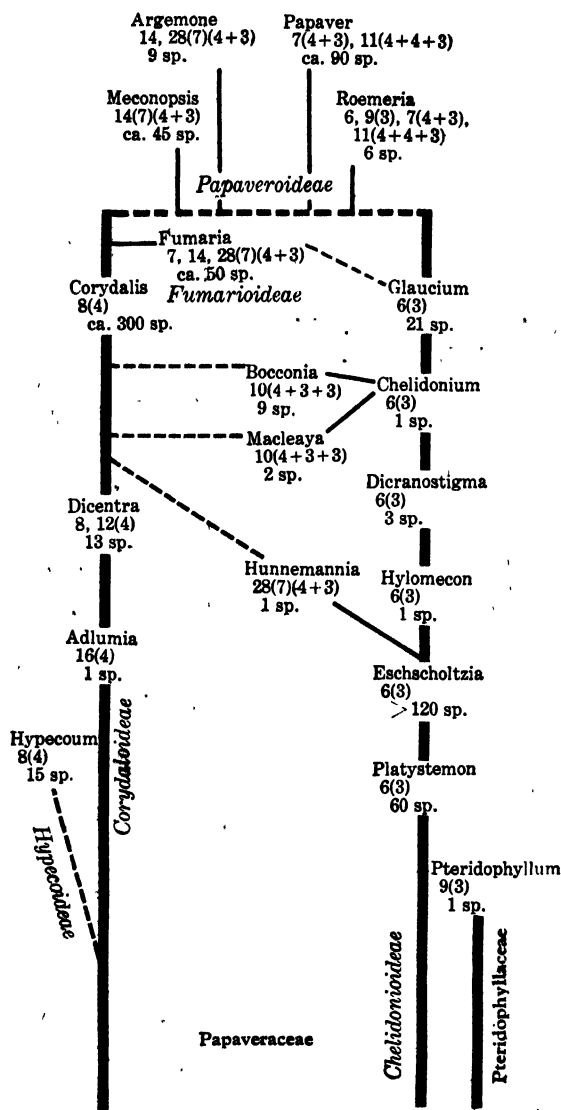 Argemone
14, 28(7)(4+3)
9 sp.
Papaver
7(4+3), 11(4+4+3)
ca. 90 sp.
Meconopsis
14(7)(4+3)
ca. 45 sp.
Roemeria
6, 9(3), 7(4+3),
11(4+4+3)
6 sp.
Papaveroideae
Fumaria
7, 14, 28(7)(4+3)
ca. 50 sp.
Fumarioideae
Corydalis
8(4)
ca. 300 sp.
Glaucium
6(3)
21 sp.
Bocconia
10(4+3+3)
9 sp.
Chelidonium
6(3)
1 sp.
Macleaya
10(4+3+3)
2 sp.
Dicentra
8, 12(4)
13 sp.
Dicranostigma
6(3)
3 sp.
Hunnemannia
28(7)(4+3)
1 sp.
Hylomecon
6(3)
1 sp.
Adlumia
16(4)
1 sp.
Eschscholtzia
6(3)
> 120 sp.
Hypecoum
8(4)
15 sp.
Corydaloideae
Hypecoideae
Platystemon
6(3)
60 sp.
Pteridophyllum
9(3)
1 sp.
Papaveraceae
Chelidonioideae
Pteridophyllaceae